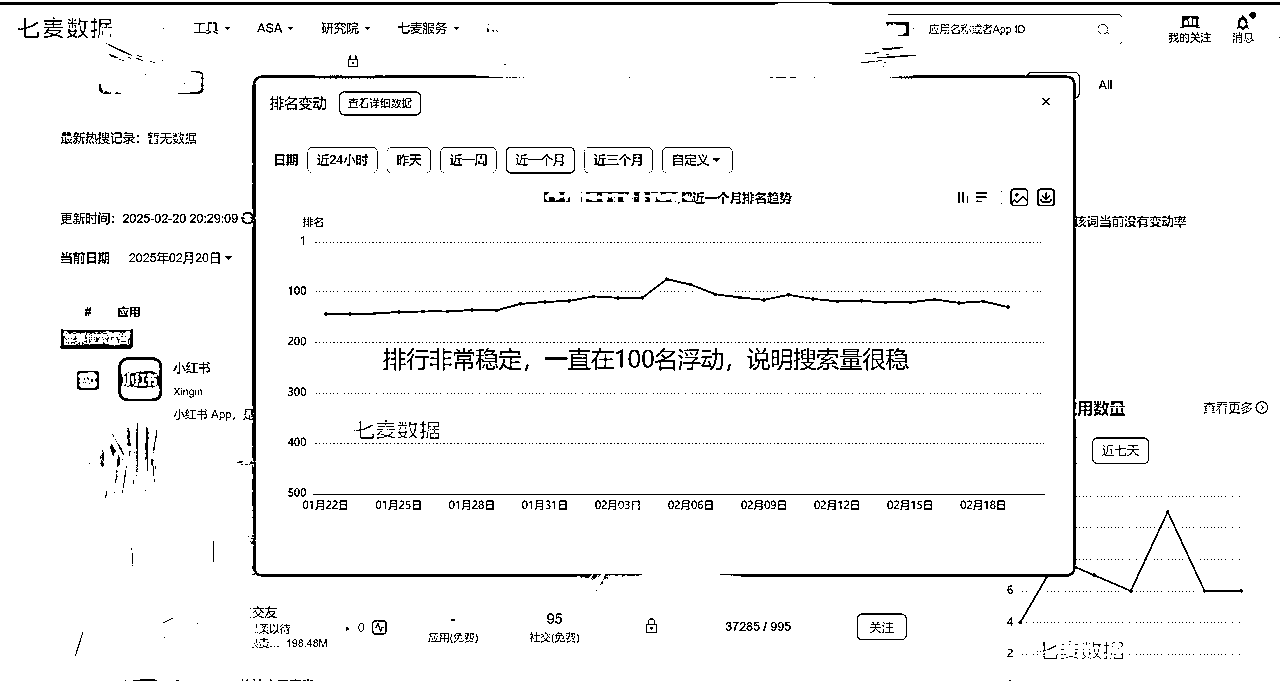 七麦数据
工具 ASA 研究院 七麦服务
应用名称或者App ID
我的关注 消息
All
排名变动 查看详细数据 ×
最新热搜记录：暂无数据
日期 近24小时 昨天 近一周 近一个月 近三个月 自定义
近一个月排名趋势
更新时间：2025-02-20 20:29:09
该词当前没有变动率
当前日期 2025年02月20日
排名
1
100
200
300
400
500
# 应用
小红书
Xingin
小红书 App，是
排行非常稳定，一直在100名浮动，说明搜索量很稳
七麦数据
01月22日 01月25日 01月28日 01月31日 02月03日 02月06日 02月09日 02月12日 02月15日 02月18日
用数量 查看更多
近七天
6
4
2
七麦数据
交友
198.48M
0
-
应用(免费)
95
社交(免费)
37285 / 995
关注